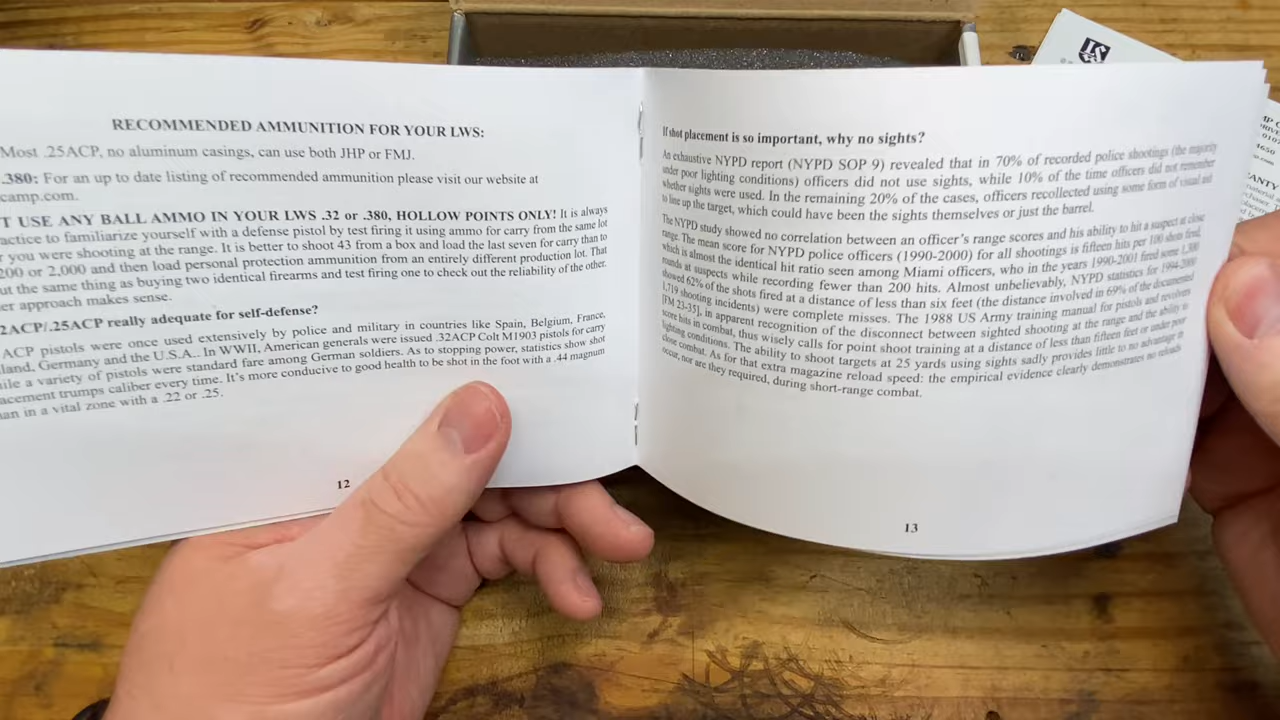 RECOMMENDED AMMUNITION FOR YOUR LWS:
Most .25ACP, no aluminum casings, can use both JHP or FMJ.
.380: For an up to date listing of recommended ammunition please visit our website at
camp.com.
T USE ANY BALL AMMO IN YOUR LWS .32 or .380, HOLLOW POINTS ONLY! It is always
actice to familiarize yourself with a defense pistol by test firing it using ammo for carry from the same lot
r you were shooting at the range. It is better to shoot 43 from a box and load the last seven for carry than to
200 or 2,000 and then load personal protection ammunition from an entirely different production lot. That
ut the same thing as buying two identical firearms and test firing one to check out the reliability of the other.
er approach makes sense.
2ACP/.25ACP really adequate for self-defense?
ACP pistols were once used extensively by police and military in countries like Spain, Belgium, France,
land, Germany and the U.S.A.. In WWII, American generals were issued .32ACP Colt M1903 pistols for carry
ile a variety of pistols were standard fare among German soldiers. As to stopping power, statistics show shot
acement trumps caliber every time. It's more conducive to good health to be shot in the foot with a .44 magnum
an in a vital zone with a .22 or .25.
12
If shot placement is so important, why no sights?
An exhaustive NYPD report (NYPD SOP 9) revealed that in 70% of recorded police shootings (the majority
under poor lighting conditions) officers did not use sights, while 10% of the time officers did not remember
whether sights were used. In the remaining 20% of the cases, officers recollected using some form of visual aid
to line up the target, which could have been the sights themselves or just the barrel.
The NYPD study showed no correlation between an officer's range scores and his ability to hit a suspect at close
range. The mean score for NYPD police officers (1990-2000) for all shootings is fifteen hits per 100 shots fired,
which is almost the identical hit ratio seen among Miami officers, who in the years 1990-2001 fired some 1,300
rounds at suspects while recording fewer than 200 hits. Almost unbelievably, NYPD statistics for 1994-2000
showed 62% of the shots fired at a distance of less than six feet (the distance involved in 69% of the documented
1,719 shooting incidents) were complete misses. The 1988 US Army training manual for pistols and revolvers
[FM 23-35], in apparent recognition of the disconnect between sighted shooting at the range and the ability to
score hits in combat, thus wisely calls for point shoot training at a distance of less than fifteen feet or under poor
lighting conditions. The ability to shoot targets at 25 yards using sights sadly provides little to no advantage in
close combat. As for that extra magazine reload speed: the empirical evidence clearly demonstrates no reloads
occur, nor are they required, during short-range combat.
13